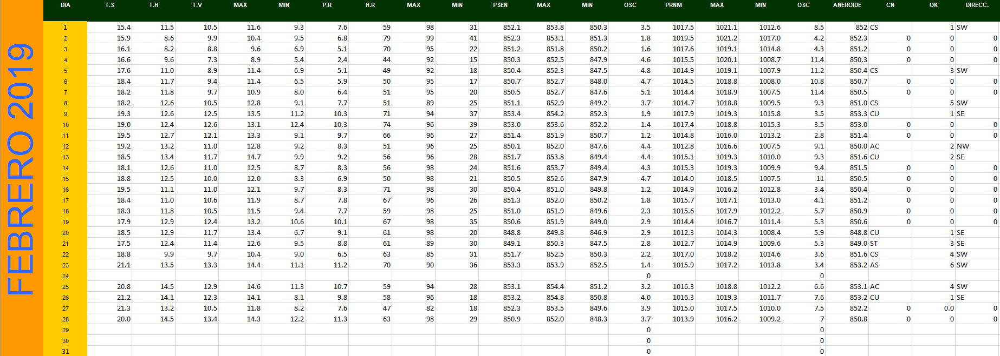 FEBRERO 2019
DIA T.S T.H T.V MAX MIN P.R H.R MAX MIN PSEN MAX MIN OSC PRNM MAX MIN OSC ANEROIDE CN OK DIRECC.
1 15.4 11.5 10.5 11.6 9.3 7.6 59 98 31 852.1 853.8 850.3 3.5 1017.5 1021.1 1012.6 8.5 852 CS 1 SW
2 15.9 8.6 9.9 10.4 9.5 6.8 79 99 41 852.3 853.1 851.3 1.8 1019.5 1021.2 1017.0 4.2 852.3 0 0 0
3 16.1 8.2 8.8 9.6 6.9 5.1 70 95 22 851.2 851.8 850.2 1.6 1017.6 1019.1 1014.8 4.3 851.2 0 0 0
4 16.6 9.6 7.3 8.9 5.4 2.4 44 92 15 850.3 852.5 847.9 4.6 1015.5 1020.1 1008.7 11.4 850.3 0 0 0
5 17.6 11.0 8.9 11.4 6.9 5.1 49 92 18 850.4 852.3 847.5 4.8 1014.9 1019.1 1007.9 11.2 850.4 CS 3 SW
6 18.4 11.7 9.4 11.4 6.5 5.9 50 95 17 850.7 852.7 848.0 4.7 1014.5 1018.8 1008.0 10.8 850.7 0 0 0
7 18.2 11.8 9.7 10.9 8.0 6.4 51 95 20 850.5 852.7 847.6 5.1 1014.4 1018.9 1007.5 11.4 850.5 0 0 0
8 18.2 12.6 10.5 12.8 9.1 7.7 51 89 25 851.1 852.9 849.2 3.7 1014.7 1018.8 1009.5 9.3 851.0 CS 5 SW
9 19.3 12.6 12.5 13.5 11.2 10.3 71 94 37 853.4 854.2 852.3 1.9 1017.9 1019.3 1015.8 3.5 853.3 CU 1 SE
10 19.0 12.4 12.6 13.1 12.4 10.3 74 96 39 853.0 853.6 852.2 1.4 1017.4 1018.8 1015.3 3.5 853.0 0 0 0
11 19.5 12.7 12.1 13.3 9.1 9.7 66 96 27 851.4 851.9 850.7 1.2 1014.8 1016.0 1013.2 2.8 851.4 0 0 0
12 19.2 13.2 11.0 12.8 9.2 8.3 51 96 25 850.1 852.0 847.6 4.4 1012.8 1016.6 1007.5 9.1 850.0 AC 2 NW
13 18.5 13.4 11.7 14.7 9.9 9.2 56 96 28 851.7 853.8 849.4 4.4 1015.1 1019.3 1010.0 9.3 851.6 CU 2 SE
14 18.1 12.6 11.0 12.5 8.7 8.3 56 98 24 851.6 853.7 849.4 4.3 1015.3 1019.3 1009.9 9.4 851.5 0 0 0
15 18.8 12.5 10.0 12.0 8.3 6.9 50 98 21 850.5 852.6 847.9 4.7 1014.0 1018.5 1007.5 11 850.5 0 0 0
16 19.5 11.1 11.0 12.1 9.7 8.3 71 98 30 850.4 851.0 849.8 1.2 1014.9 1016.2 1012.8 3.4 850.4 0 0 0
17 18.4 11.0 10.6 11.9 8.7 7.8 67 96 26 851.3 852.0 850.2 1.8 1015.7 1017.1 1013.0 4.1 851.2 0 0 0
18 18.3 11.8 10.5 11.5 9.4 7.7 59 98 25 851.0 851.9 849.6 2.3 1015.6 1017.9 1012.2 5.7 850.9 0 0 0
19 17.9 12.9 12.4 13.2 10.6 10.1 67 98 35 850.6 851.9 849.0 2.9 1014.4 1016.7 1011.4 5.3 850.6 0 0 0
20 18.5 12.9 11.7 13.4 6.7 9.1 61 98 20 848.8 849.8 846.9 2.9 1012.3 1014.3 1008.4 5.9 848.8 CU 1 SE
21 17.5 12.4 11.4 12.6 9.5 8.8 61 89 30 849.1 850.3 847.5 2.8 1012.7 1014.9 1009.6 5.3 849.0 ST 3 SE
22 18.8 9.9 9.7 10.4 9.0 6.5 63 85 31 851.7 852.5 850.3 2.2 1017.0 1018.2 1014.6 3.6 851.6 CS 4 SW
23 21.1 13.5 13.3 14.4 11.1 11.2 70 90 36 853.3 853.9 852.5 1.4 1015.9 1017.2 1013.8 3.4 853.2 AS 6 SW
24 0 0
25 20.8 14.5 12.9 14.6 11.3 10.7 59 94 28 853.1 854.4 851.2 3.2 1016.3 1018.8 1012.2 6.6 853.1 AC 4 SW
26 21.2 14.1 12.3 14.1 8.1 9.8 58 96 18 853.2 854.8 850.8 4.0 1016.3 1019.3 1011.7 7.6 853.2 CU 1 SE
27 21.3 13.2 10.5 11.8 8.2 7.6 47 82 18 852.3 853.5 849.6 3.9 1015.0 1017.5 1010.0 7.5 852.2 0 0.0 0
28 20.0 14.5 13.4 14.3 12.2 11.3 63 98 29 850.9 852.0 848.3 3.7 1013.9 1016.2 1009.2 7 850.8 0 0 0
29 0 0
30 0 0
31 0 0